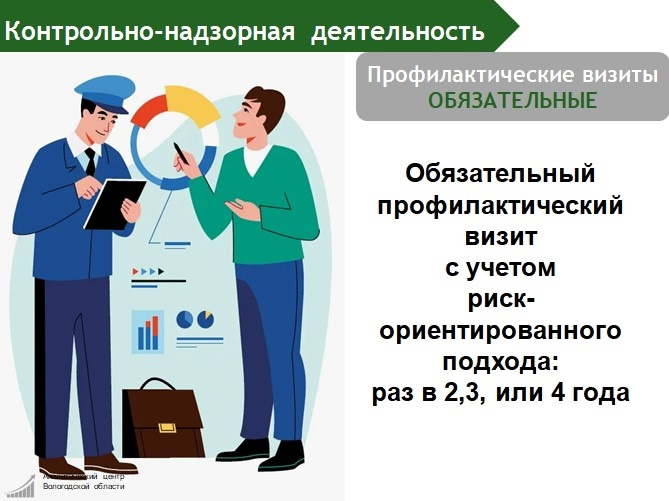 Контрольно-надзорная деятельность
Профилактические визиты
ОБЯЗАТЕЛЬНЫЕ
Обязательный
профилактический
визит
с учетом
риск-
ориентированного
подхода:
раз в 2,3, или 4 года
центр
Вологодской области